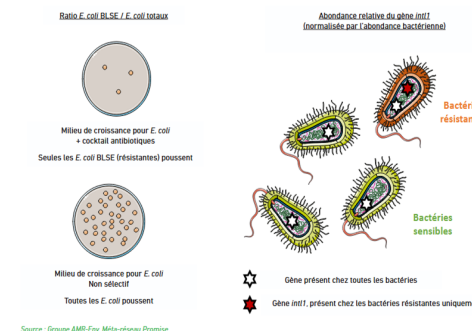 Ratio E. coli BLSE / E. coli totaux
Milieu de croissance pour E. coli
+ cocktail antibiotiques
Seules les E. coli BLSE (résistantes) poussent
Milieu de croissance pour E. coli
Non sélectif
Toutes les E. coli poussent
Source : Groupe AMR-Env, Méta-réseau Promise
Abondance relative du gène intI1
(normalisée par l'abondance bactérienne)
Bactéri
résistan
Bactéries
sensibles
Gène présent chez toutes les bactéries
Gène intI1, présent chez les bactéries résistantes uniquem